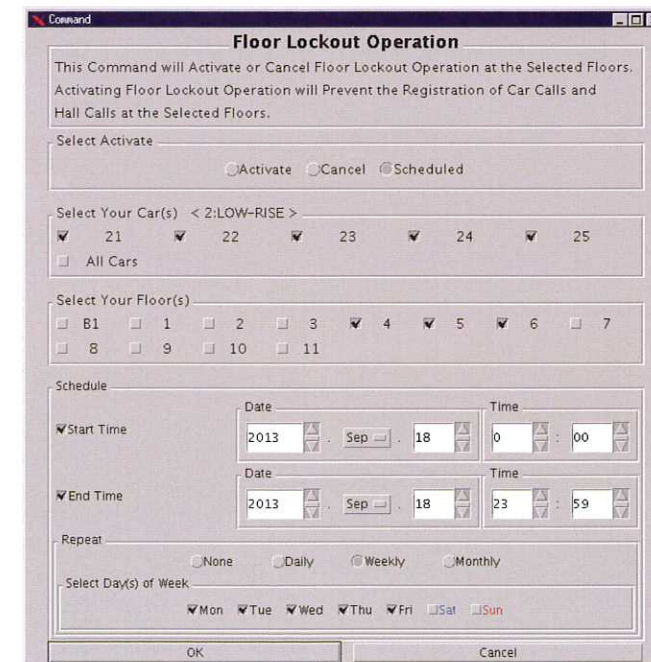 Command
Floor Lockout Operation
This Command will Activate or Cancel Floor Lockout Operation at the Selected Floors.
Activating Floor Lockout Operation will Prevent the Registration of Car Calls and
Hall Calls at the Selected Floors.
Select Activate
Activate Cancel Scheduled
Select Your Car(s) < 2:LOW-RISE >
21 22 23 24 25
All Cars
Select Your Floor(s)
B1 1 2 3 4 5 6 7
8 9 10 11
Schedule
Date Time
Start Time 2013 . Sep . 18 0 : 00
Date Time
End Time 2013 . Sep . 18 23 : 59
Repeat
None Daily Weekly Monthly
Select Day(s) of Week
Mon Tue Wed Thu Fri Sat Sun
OK Cancel